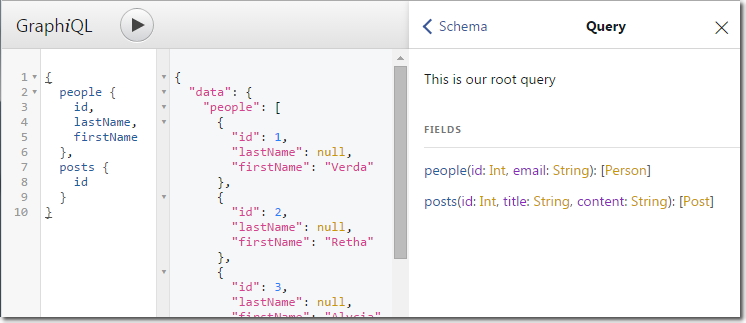 GraphiQL
1 {
2 people {
3 id,
4 lastName,
5 firstName
6 },
7 posts {
8 id
9 }
10 }
{
"data": {
"people": [
{
"id": 1,
"lastName": null,
"firstName": "Verda"
},
{
"id": 2,
"lastName": null,
"firstName": "Retha"
},
{
"id": 3,
"lastName": null,
"firstName": "Alycia"
Schema
Query
This is our root query
FIELDS
people(id: Int, email: String): [Person]
posts(id: Int, title: String, content: String): [Post]